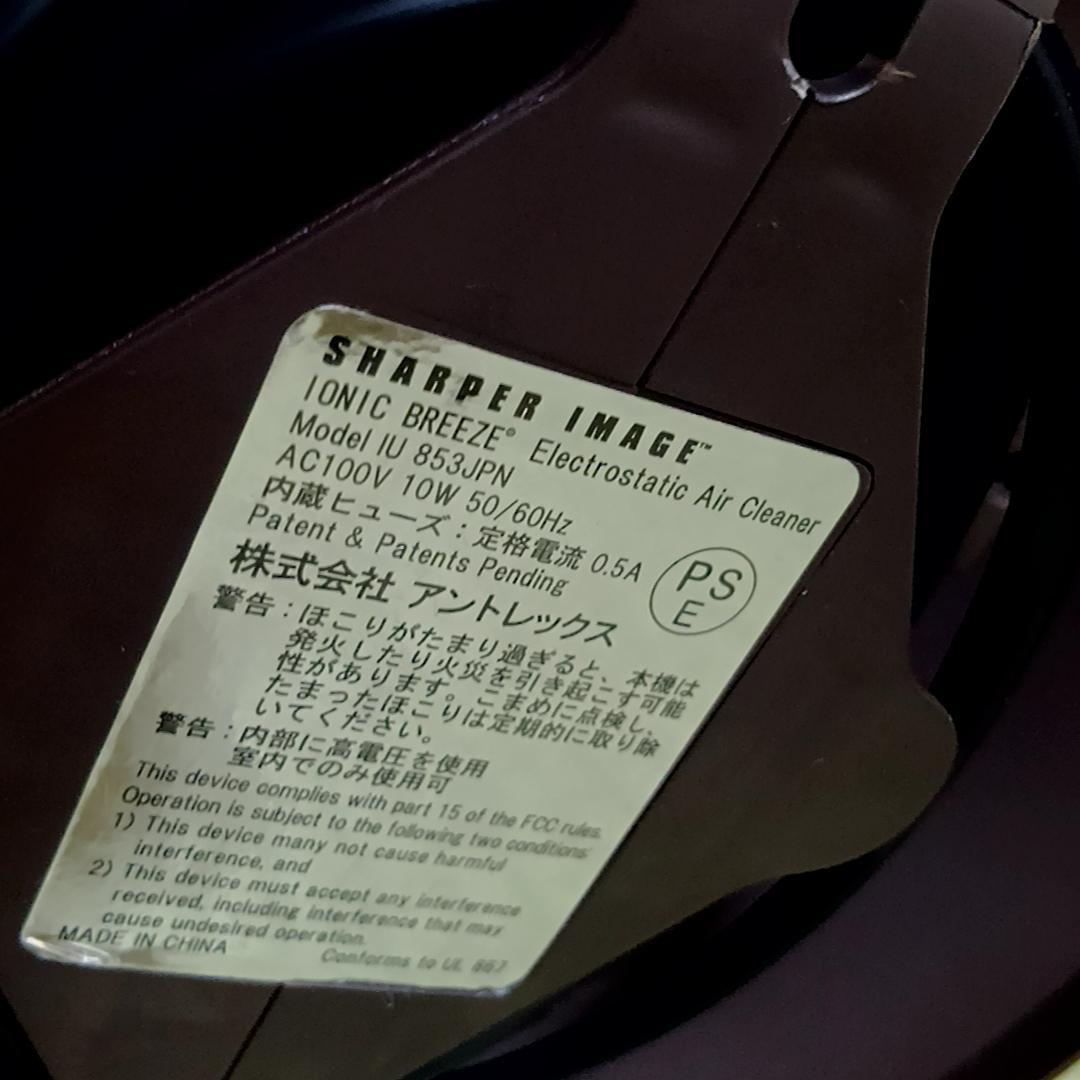 SHARPER IMAGE™
IONIC BREEZE® Electrostatic Air Cleaner
Model IU 853JPN
AC100V 10W 50/60Hz
内蔵ヒューズ：定格電流 0.5A
Patent & Patents Pending
PS
E
株式会社 アントレックス
警告：ほこりがたまり過ぎると、本機は
発火したり火災を引き起こす可能
性があります。こまめに点検し、
たまったほこりは定期的に取り除
いてください。
警告：内部に高電圧を使用
室内でのみ使用可
This device complies with part 15 of the FCC rules.
Operation is subject to the following two conditions:
1) This device many not cause harmful
interference, and
2) This device must accept any interference
received, including interference that may
cause undesired operation.
MADE IN CHINA
Conforms to UL 867